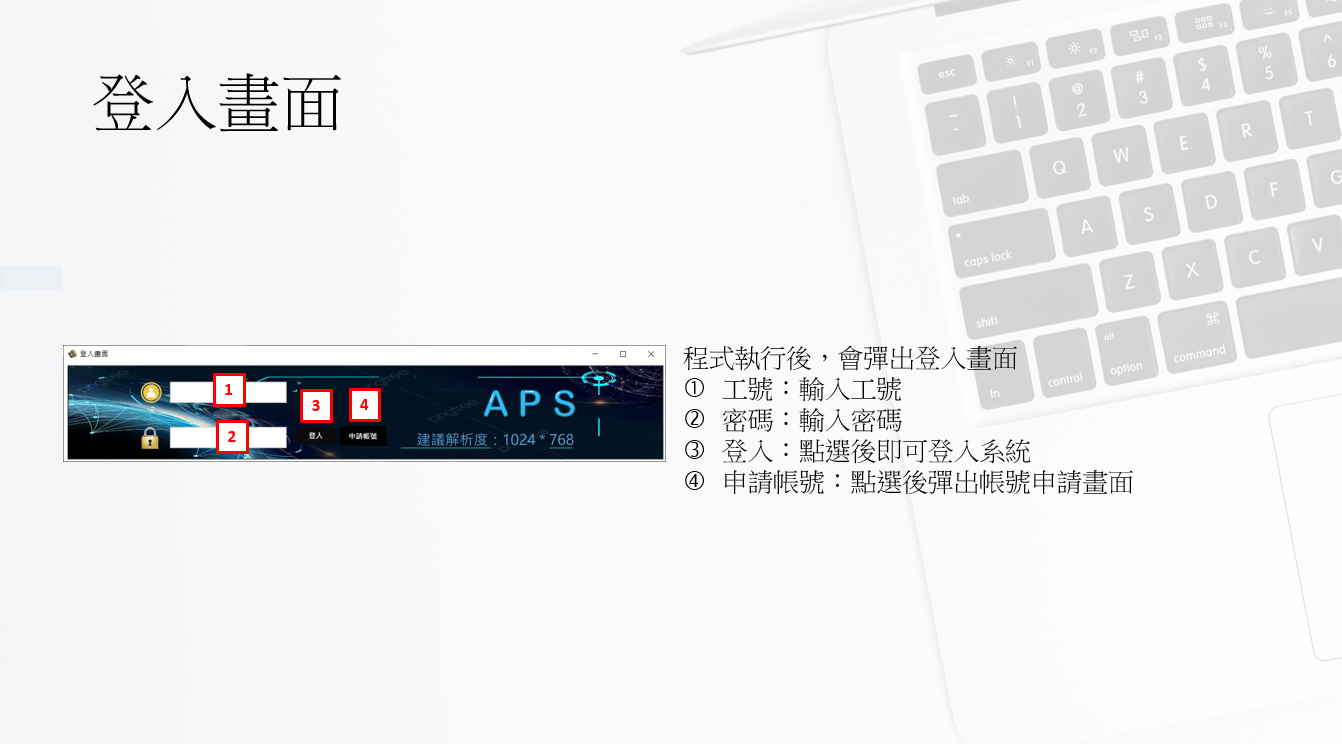 登入畫面
登入畫面
1
2
3
4
登入
申請帳號
APS
建議解析度：1024 * 768
程式執行後，會彈出登入畫面
① 工號：輸入工號
② 密碼：輸入密碼
③ 登入：點選後即可登入系統
④ 申請帳號：點選後彈出帳號申請畫面
esc
F1
F2
F3
F4
F5
~
`
!
1
@
2
#
3
$
4
%
5
^
6
tab
Q
W
E
R
T
caps lock
A
S
D
F
G
shift
Z
X
C
V
fn
control
alt
option
⌘
command